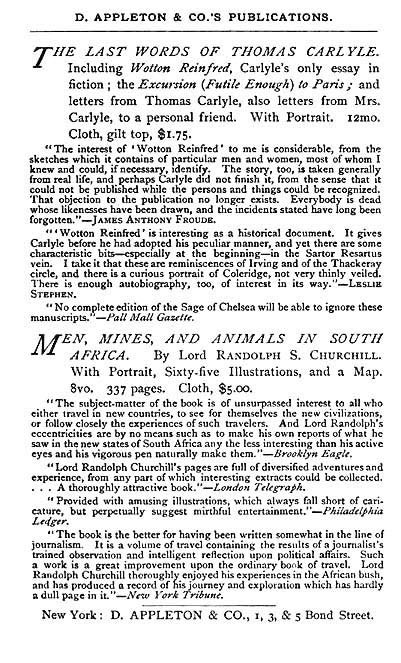 D. APPLETON & CO.'S PUBLICATIONS.
THE LAST WORDS OF THOMAS CARLYLE.
Including Wotton Reinfred, Carlyle's only essay in
fiction; the Excursion (Futile Enough) to Paris; and
letters from Thomas Carlyle, also letters from Mrs.
Carlyle, to a personal friend. With Portrait. 12mo.
Cloth, gilt top, $1.75.
"The interest of 'Wotton Reinfred' to me is considerable, from the
sketches which it contains of particular men and women, most of whom I
knew and could, if necessary, identify. The story, too, is taken generally
from real life, and perhaps Carlyle did not finish it, from the sense that it
could not be published while the persons and things could be recognized.
That objection to the publication no longer exists. Everybody is dead
whose likenesses have been drawn, and the incidents stated have long been
forgotten."—JAMES ANTHONY FROUDE.
"'Wotton Reinfred' is interesting as a historical document. It gives
Carlyle before he had adopted his peculiar manner, and yet there are some
characteristic bits—especially at the beginning—in the Sartor Resartus
vein. I take it that these are reminiscences of Irving and of the Thackeray
circle, and there is a curious portrait of Coleridge, not very thinly veiled.
There is enough autobiography, too, of interest in its way."—LESLIE
STEPHEN.
"No complete edition of the Sage of Chelsea will be able to ignore these
manuscripts."—Pall Mall Gazette.
MEN, MINES, AND ANIMALS IN SOUTH
AFRICA. By Lord RANDOLPH S. CHURCHILL.
With Portrait, Sixty-five Illustrations, and a Map.
8vo. 337 pages. Cloth, $5.00.
"The subject-matter of the book is of unsurpassed interest to all who
either travel in new countries, to see for themselves the new civilizations,
or follow closely the experiences of such travelers. And Lord Randolph's
eccentricities are by no means such as to make his own reports of what he
saw in the new states of South Africa any the less interesting than his active
eyes and his vigorous pen naturally make them."—Brooklyn Eagle.
"Lord Randolph Churchill's pages are full of diversified adventures and
experience, from any part of which interesting extracts could be collected.
. . . A thoroughly attractive book."—London Telegraph.
"Provided with amusing illustrations, which always fall short of cari-
cature, but perpetually suggest mirthful entertainment."—Philadelphia
Ledger.
"The book is the better for having been written somewhat in the line of
journalism. It is a volume of travel containing the results of a journalist's
trained observation and intelligent reflection upon political affairs. Such
a work is a great improvement upon the ordinary book of travel. Lord
Randolph Churchill thoroughly enjoyed his experiences in the African bush,
and has produced a record of his journey and exploration which has hardly
a dull page in it."—New York Tribune.
New York: D. APPLETON & CO., 1, 3, & 5 Bond Street.